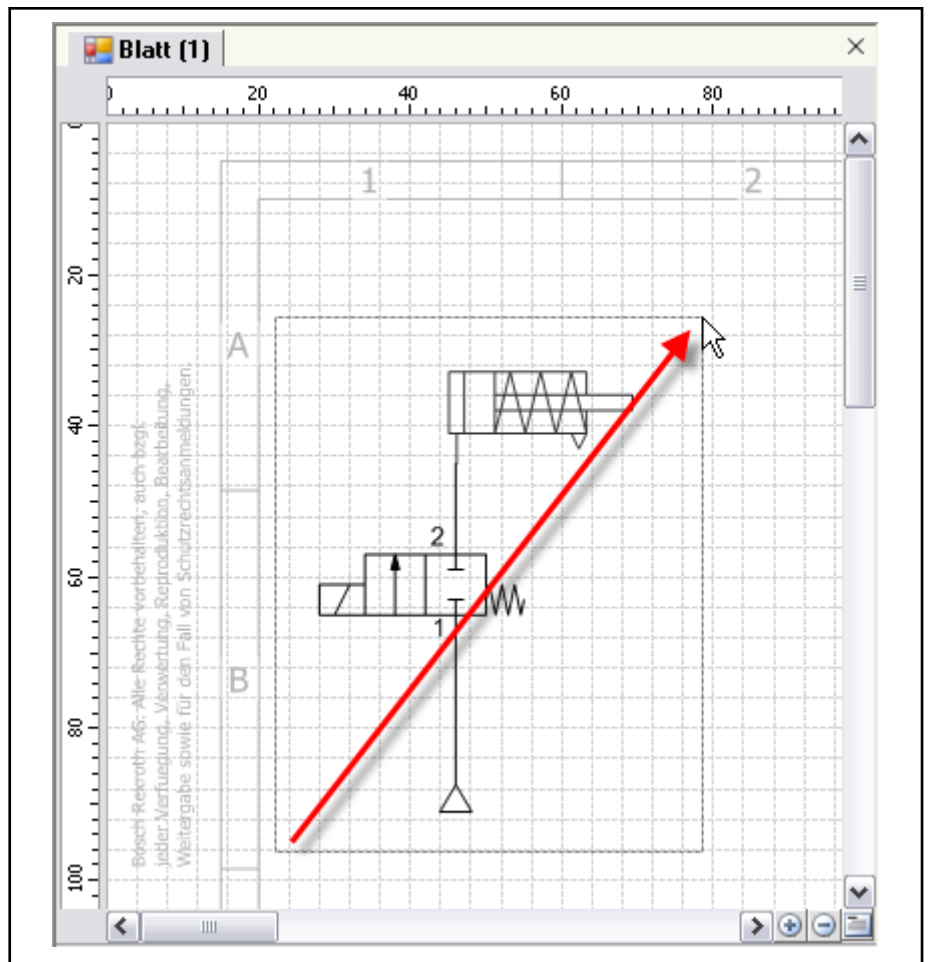 Blatt (1)
0 20 40 60 80
0
20
40
60
80
100
1 2
A
B
2
1
Bosch Rexroth AG. Alle Rechte vorbehalten, auch bzgl.
jeder Verfuegung, Verwertung, Reproduktion, Bearbeitung,
Weitergabe sowie für den Fall von Schutzrechtsanmeldungen.